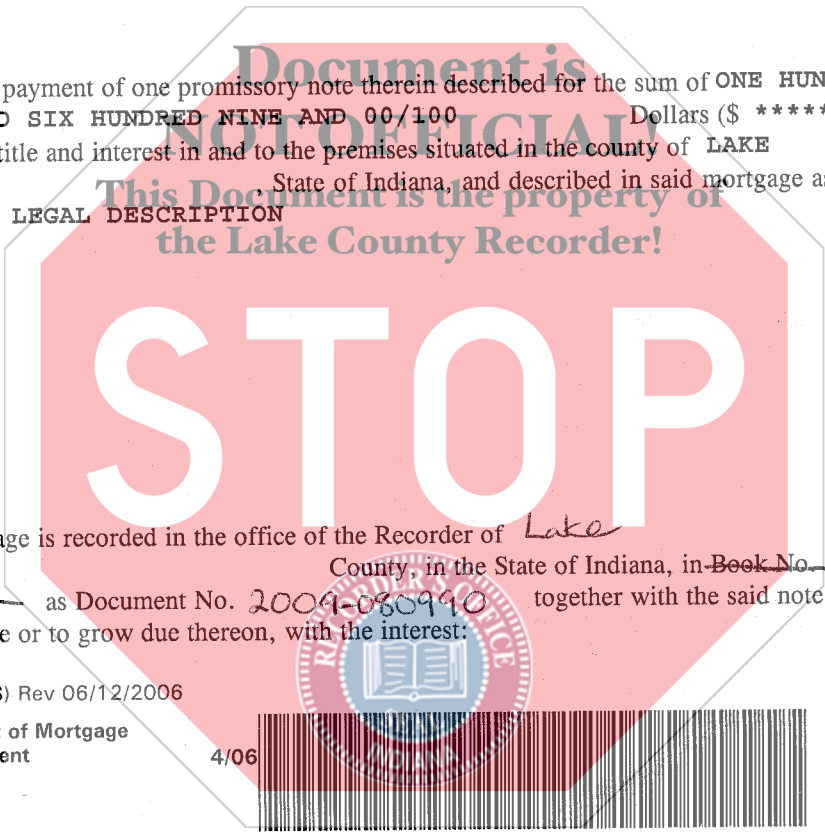 Document is
payment of one promissory note therein described for the sum of ONE HUN
SIX HUNDRED NINE AND 00/100 Dollars ($ *****
NOT OFFICIAL!
title and interest in and to the premises situated in the county of LAKE
, State of Indiana, and described in said mortgage as
This Document is the property of
LEGAL DESCRIPTION
the Lake County Recorder!
STOP
age is recorded in the office of the Recorder of Lake
County, in the State of Indiana, in Book No.
as Document No. 2009-080990 together with the said note
e or to grow due thereon, with the interest:
RECORDER'S OFFICE
S) Rev 06/12/2006
t of Mortgage
ent 4/06
INDIANA